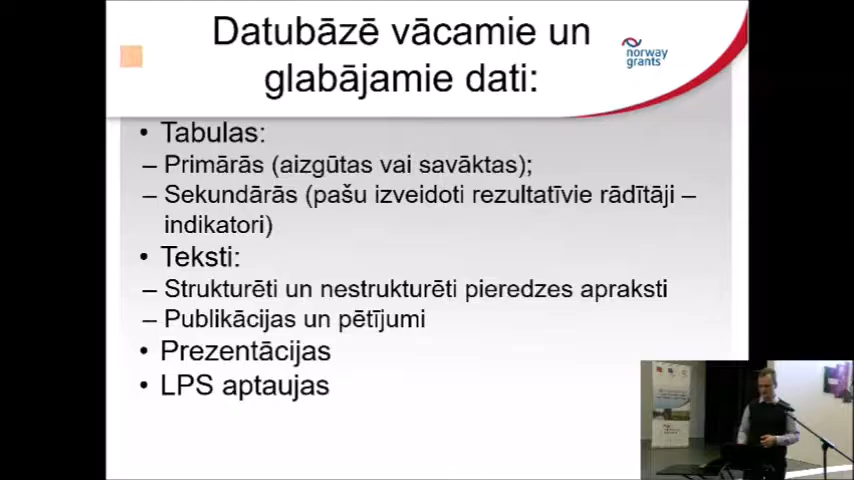 Datubāzē vācamie un
glabājamie dati:
norway
grants
• Tabulas:
– Primārās (aizgūtas vai savāktas);
– Sekundārās (pašu izveidoti rezultatīvie rādītāji –
indikatori)
• Teksti:
– Strukturēti un nestrukturēti pieredzes apraksti
– Publikācijas un pētījumi
• Prezentācijas
• LPS aptaujas